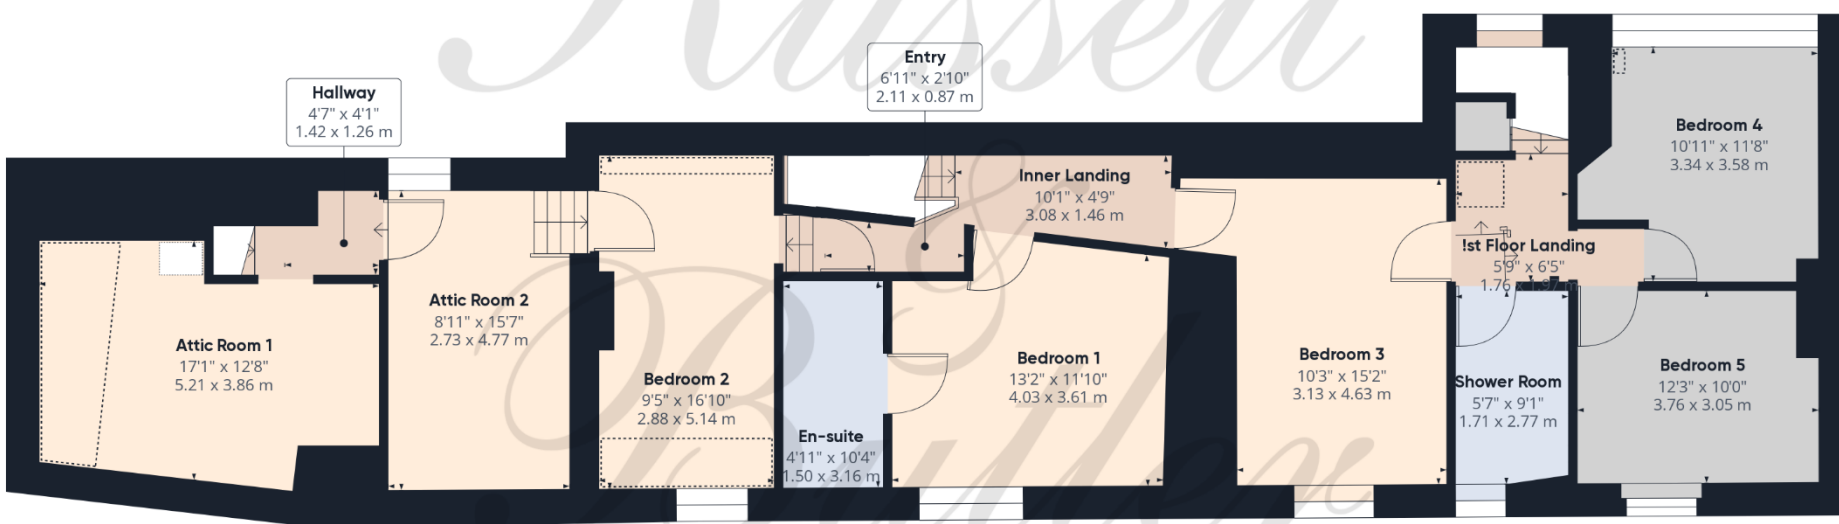 Russell
&
Butler
Entry
6'11" x 2'10"
2.11 x 0.87 m
Hallway
4'7" x 4'1"
1.42 x 1.26 m
Bedroom 4
10'11" x 11'8"
3.34 x 3.58 m
Inner Landing
10'1" x 4'9"
3.08 x 1.46 m
!st Floor Landing
5'9" x 6'5"
1.76 x 1.97 m
Attic Room 2
8'11" x 15'7"
2.73 x 4.77 m
Attic Room 1
17'1" x 12'8"
5.21 x 3.86 m
Bedroom 2
9'5" x 16'10"
2.88 x 5.14 m
Bedroom 1
13'2" x 11'10"
4.03 x 3.61 m
Bedroom 3
10'3" x 15'2"
3.13 x 4.63 m
Shower Room
5'7" x 9'1"
1.71 x 2.77 m
Bedroom 5
12'3" x 10'0"
3.76 x 3.05 m
En-suite
4'11" x 10'4"
1.50 x 3.16 m